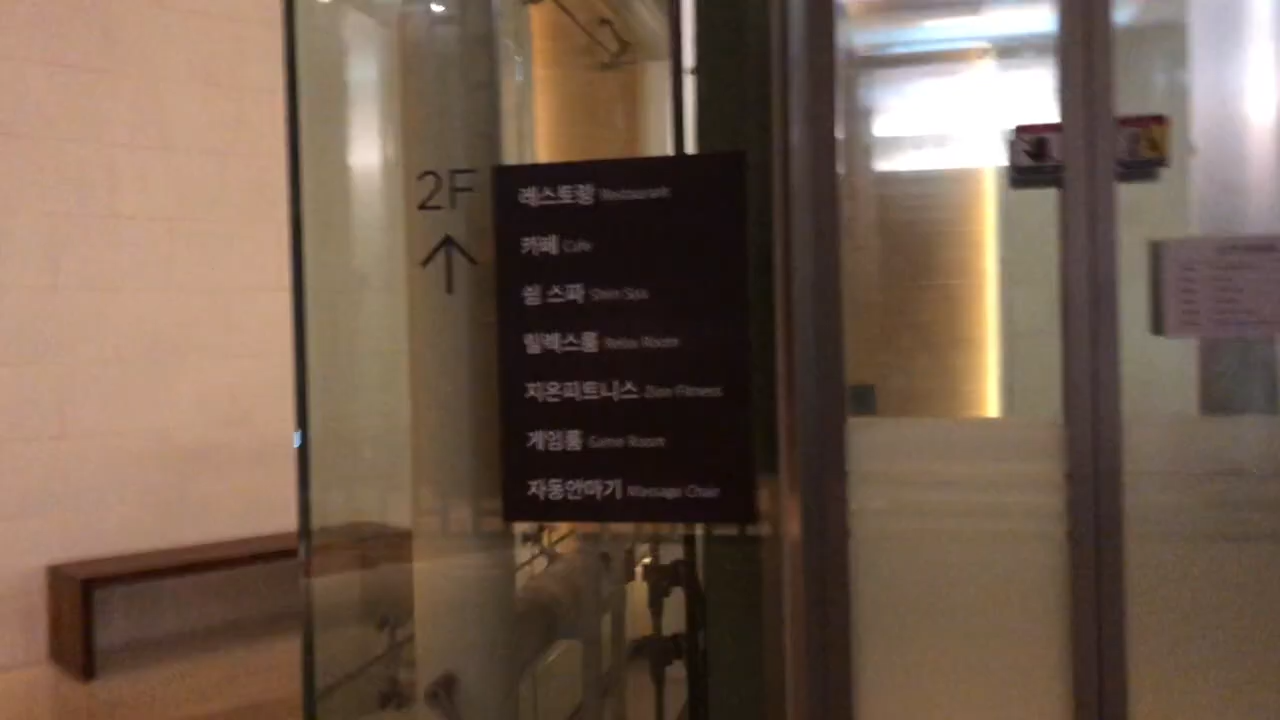 2F
레스토랑 Restaurant
카페 Cafe
쉼 스파 Shim Spa
릴렉스룸 Relax Room
지온피트니스 Zion Fitness
게임룸 Game Room
자동안마기 Massage Chair